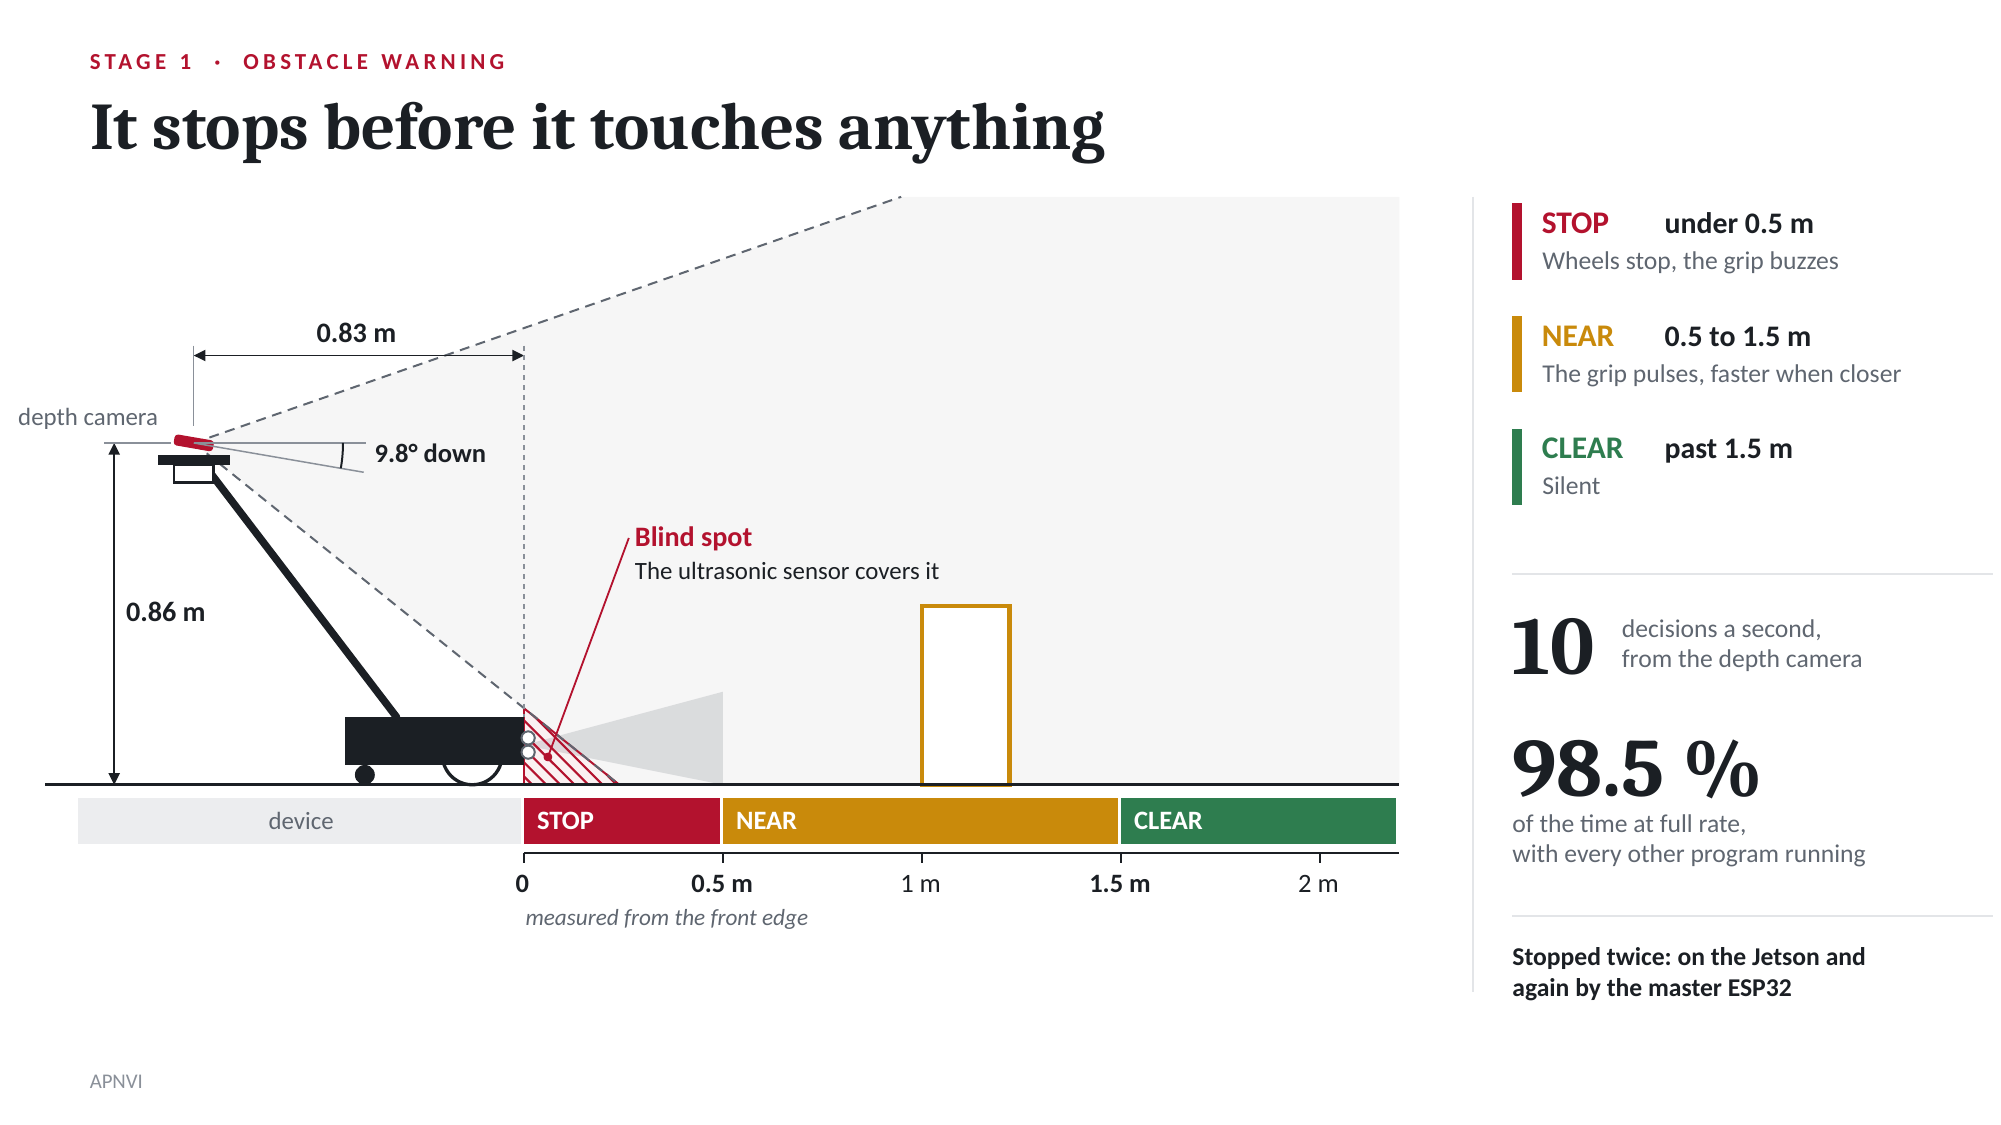 STAGE 1 · OBSTACLE WARNING
It stops before it touches anything
0.83 m
depth camera
9.8° down
Blind spot
The ultrasonic sensor covers it
0.86 m
device
STOP
NEAR
CLEAR
0
0.5 m
1 m
1.5 m
2 m
measured from the front edge
STOP under 0.5 m
Wheels stop, the grip buzzes
NEAR 0.5 to 1.5 m
The grip pulses, faster when closer
CLEAR past 1.5 m
Silent
10 decisions a second,
from the depth camera
98.5 %
of the time at full rate,
with every other program running
Stopped twice: on the Jetson and
again by the master ESP32
APNVI